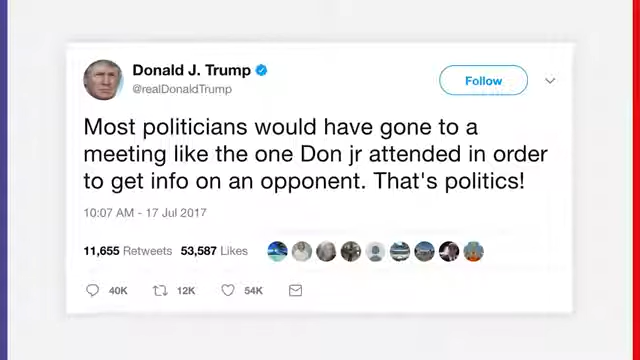 Donald J. Trump
@realDonaldTrump
Follow
Most politicians would have gone to a
meeting like the one Don jr attended in order
to get info on an opponent. That's politics!
10:07 AM - 17 Jul 2017
11,655 Retweets 53,587 Likes
40K 12K 54K